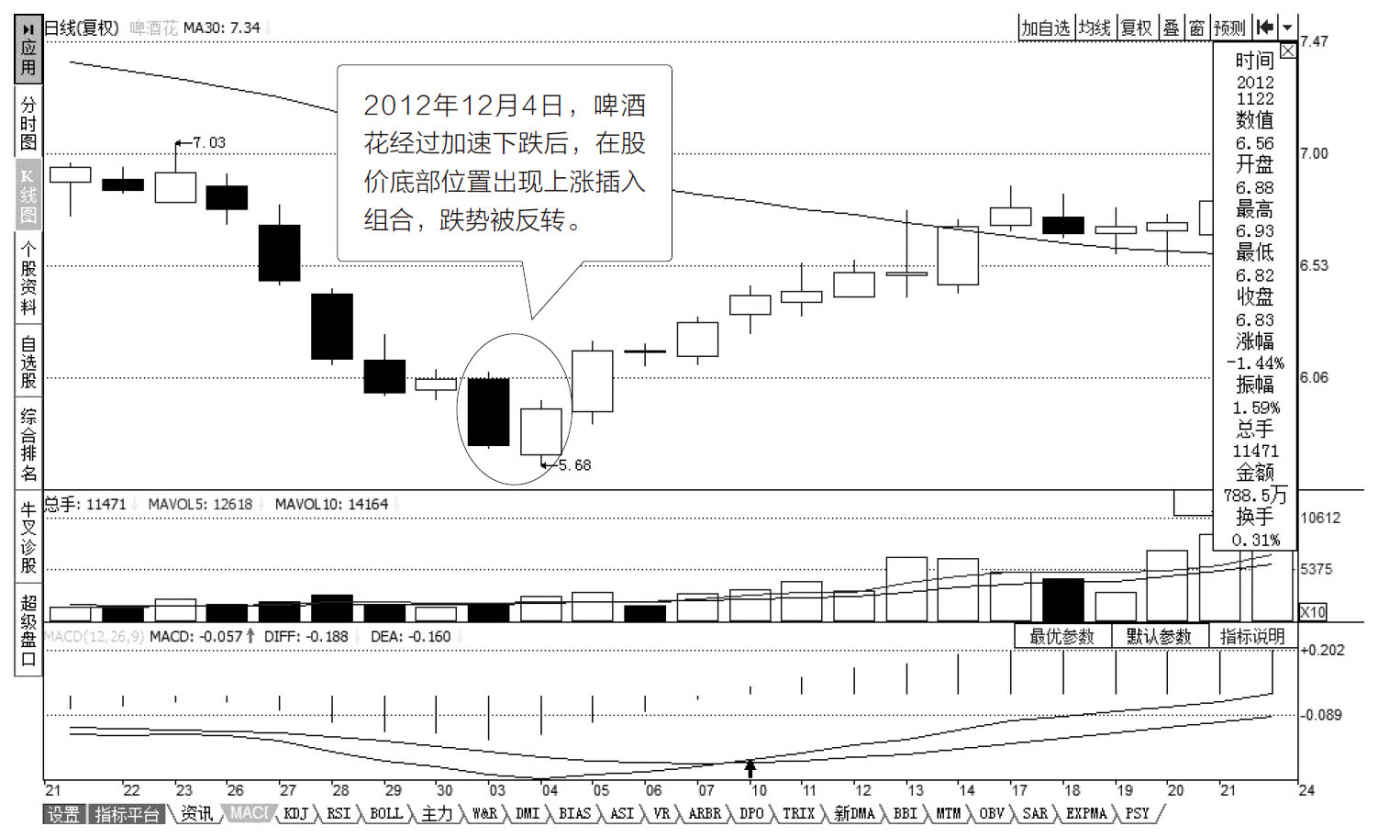 日线(复权) 啤酒花 MA30: 7.34
加自选 均线 复权 叠 窗 预测
应用
分时图
K线图
个股资料
自选股
综合排名
牛叉诊股
超级盘口
7.47
7.00
6.53
6.06
7.03
2012年12月4日，啤酒
花经过加速下跌后，在股
价底部位置出现上涨插入
组合，跌势被反转。
5.68
时间
2012
1122
数值
6.56
开盘
6.88
最高
6.93
最低
6.82
收盘
6.83
涨幅
-1.44%
振幅
1.59%
总手
11471
金额
788.5万
换手
0.31%
总手: 11471 MAVOL5: 12618 MAVOL10: 14164
10612
5375
X10
MACD(12,26,9) MACD: -0.057 DIFF: -0.188 DEA: -0.160
最优参数 默认参数 指标说明
+0.202
-0.089
21 22 23 26 27 28 29 30 03 04 05 06 07 10 11 12 13 14 17 18 19 20 21 24
设置 指标平台 资讯 MACD KDJ RSI BOLL 主力 W&R DMI BIAS ASI VR ARBR DPO TRIX 新DMA BBI MTM OBV SAR EXPMA PSY